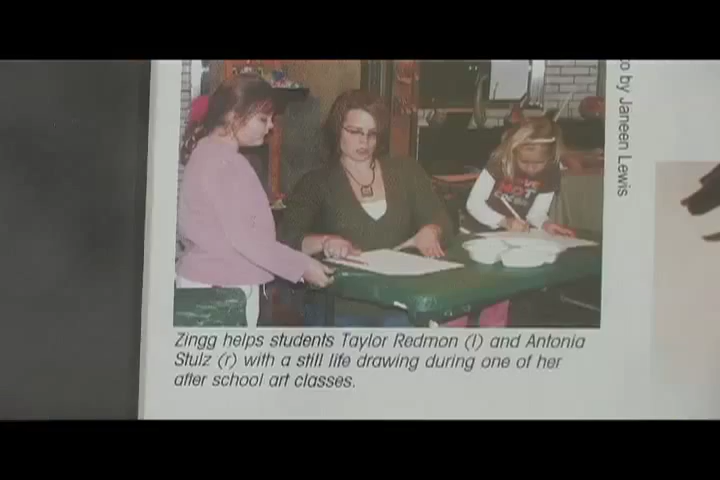 o by Janeen Lewis
Zingg helps students Taylor Redmon (l) and Antonia
Stulz (r) with a still life drawing during one of her
after school art classes.